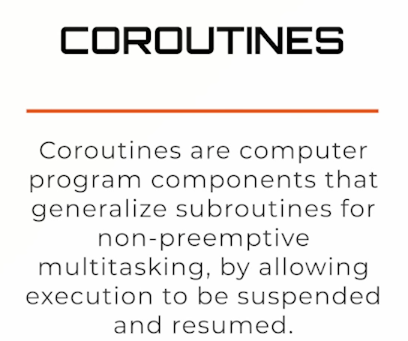 COROUTINES
Coroutines are computer
program components that
generalize subroutines for
non-preemptive
multitasking, by allowing
execution to be suspended
and resumed.